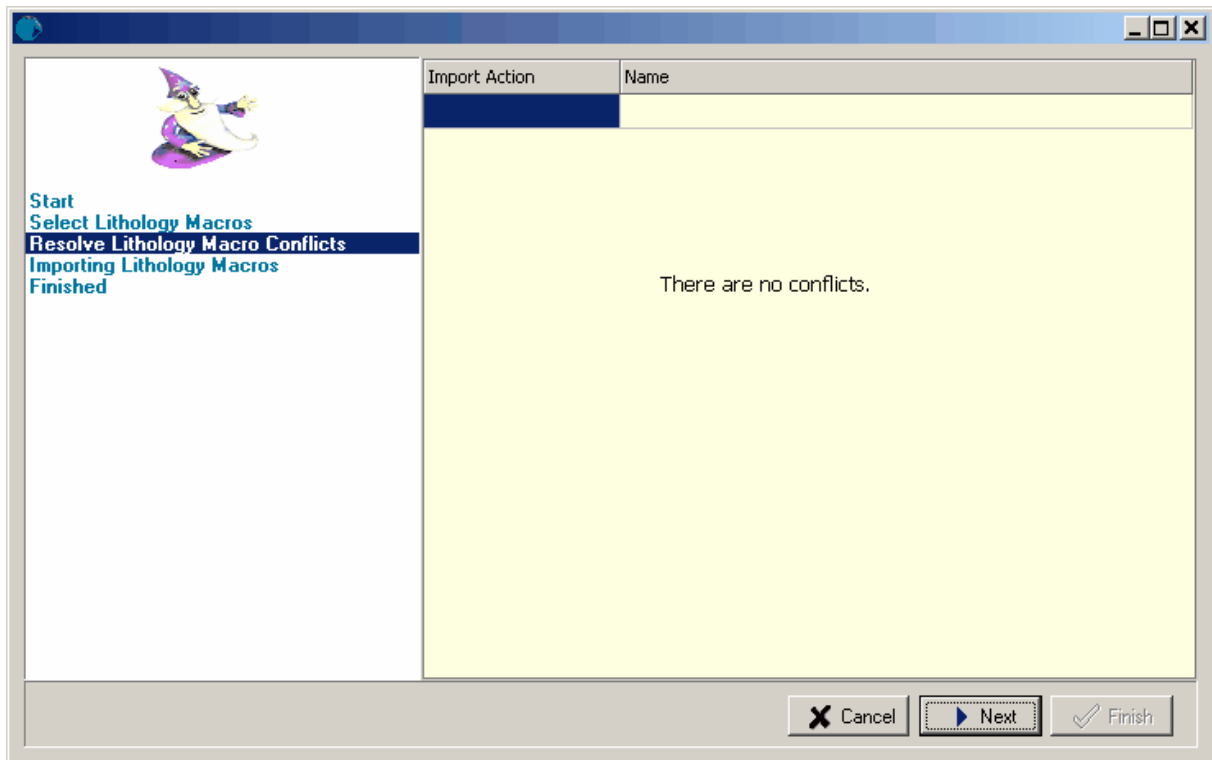 Import Action Name
Start
Select Lithology Macros
Resolve Lithology Macro Conflicts
Importing Lithology Macros
Finished
There are no conflicts.
Cancel Next Finish